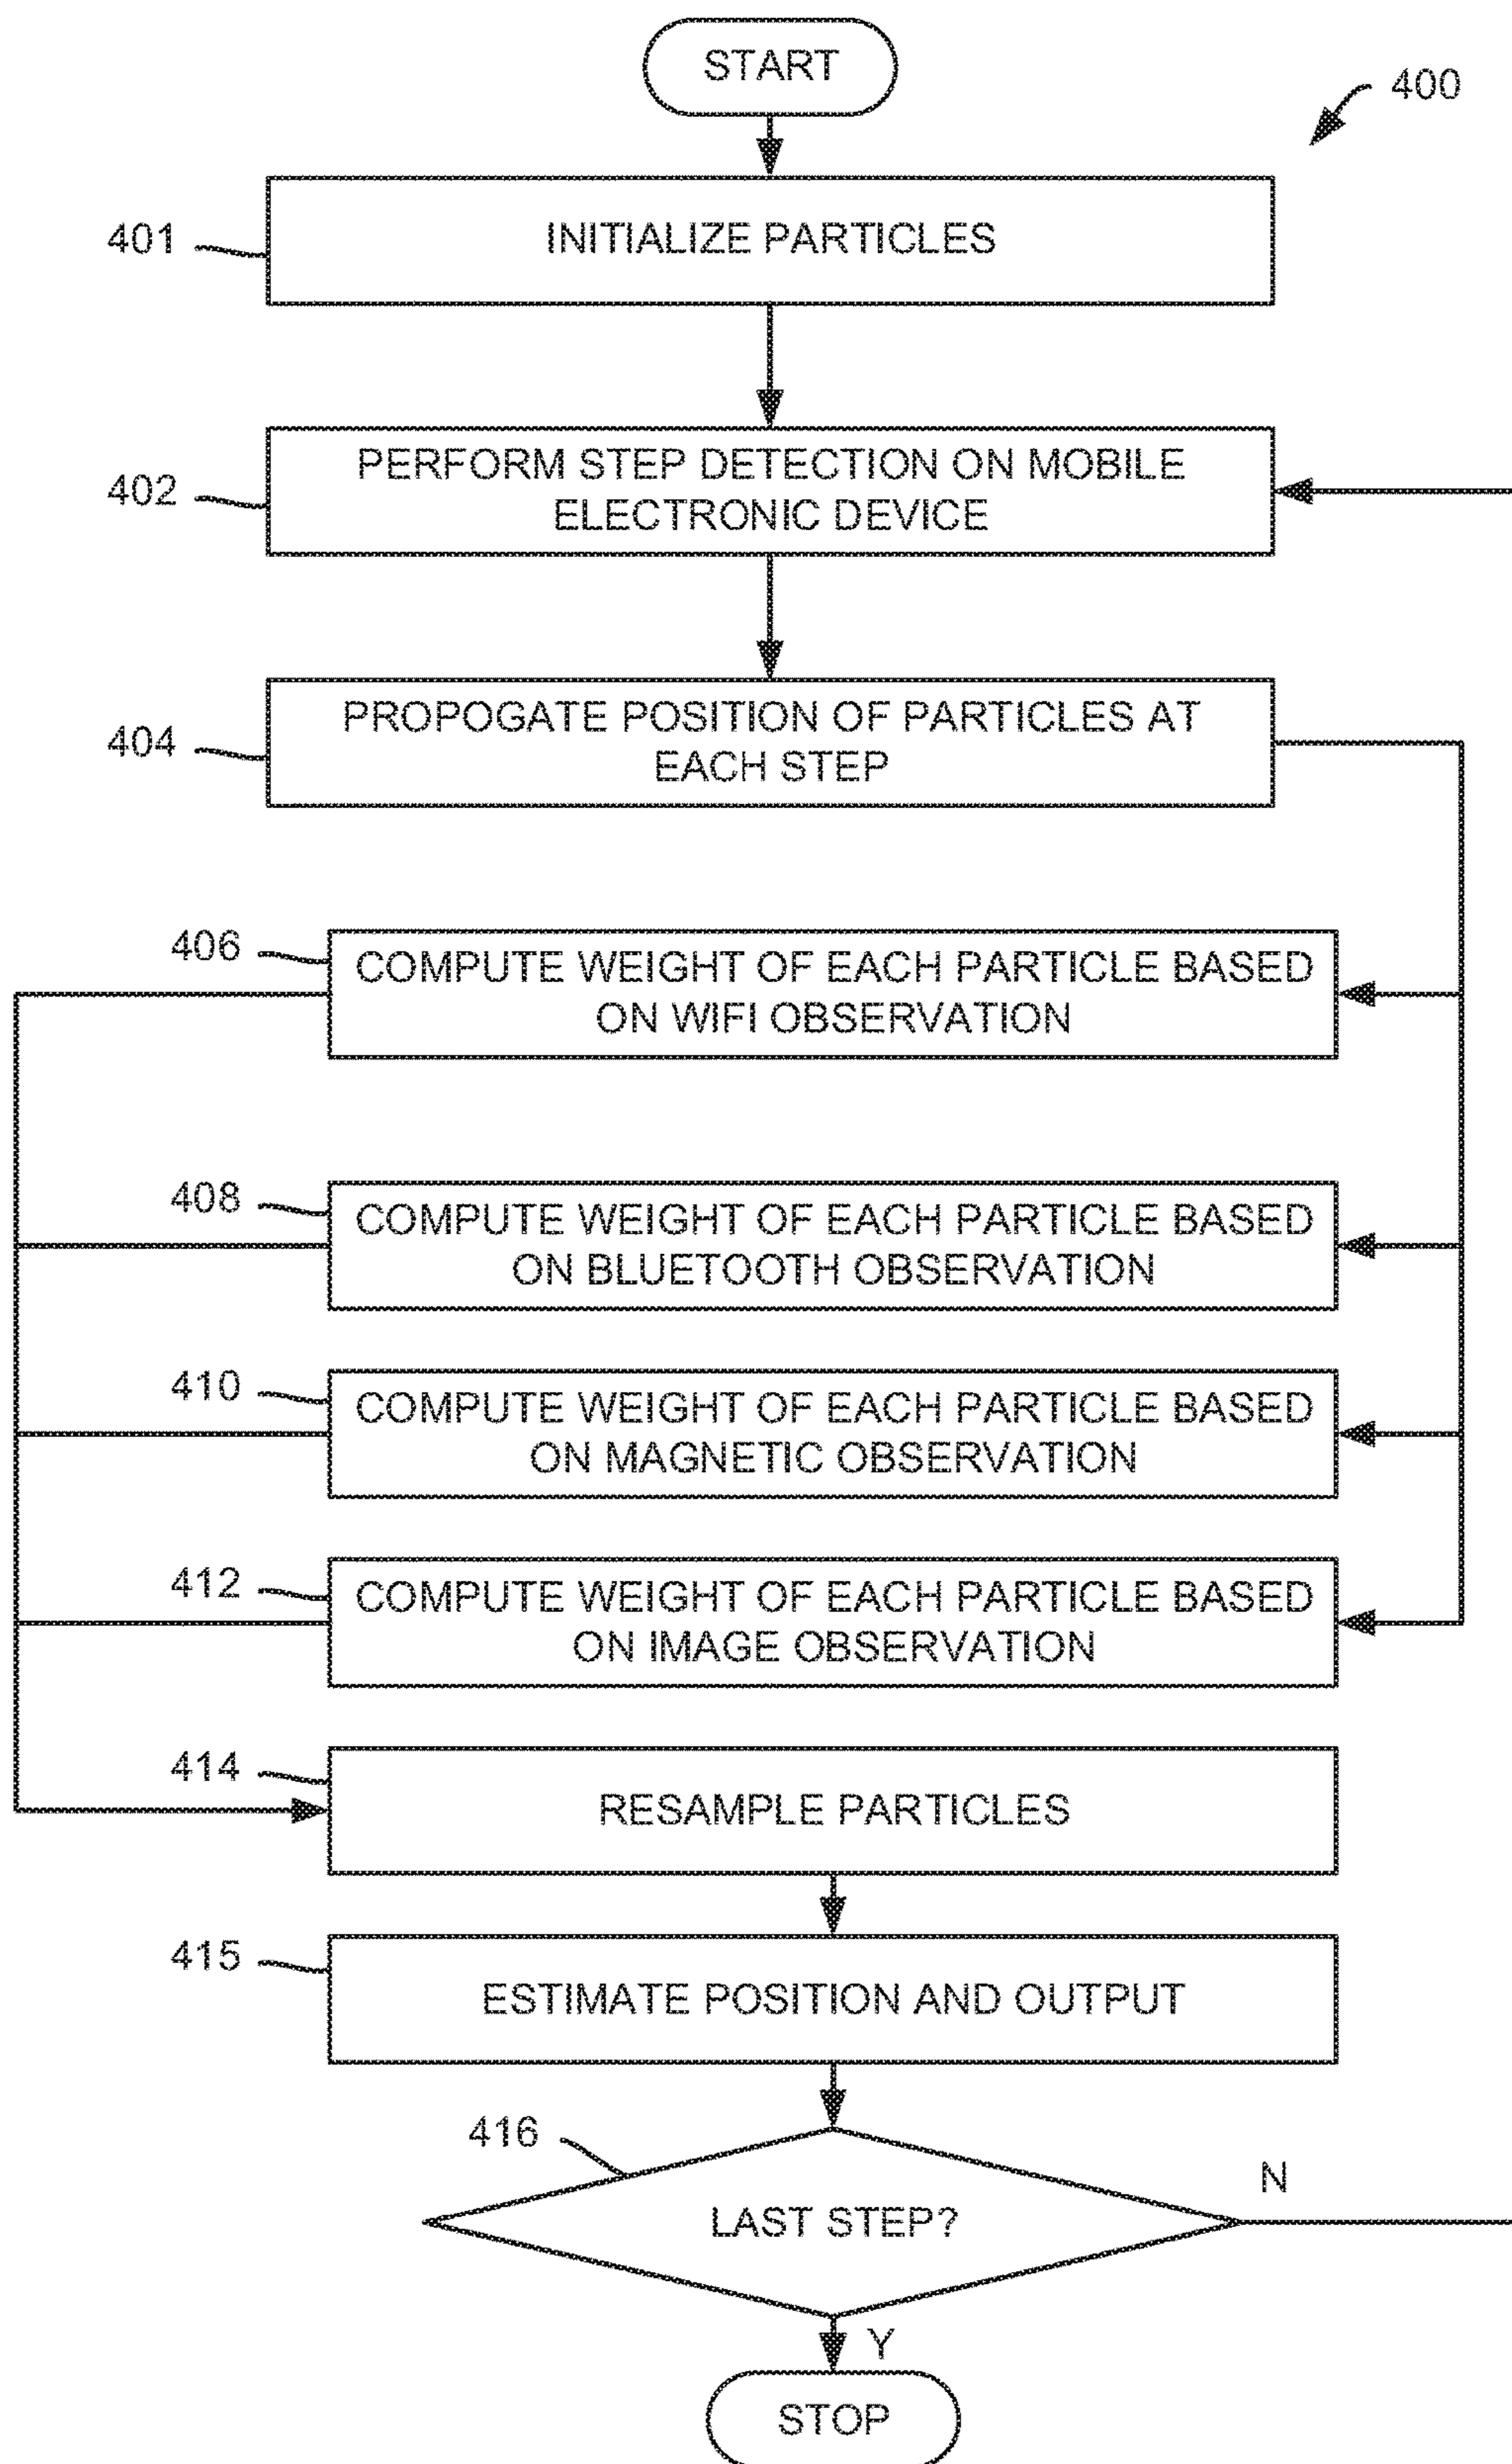 START
400
401
INITIALIZE PARTICLES
402
PERFORM STEP DETECTION ON MOBILE
ELECTRONIC DEVICE
404
PROPOGATE POSITION OF PARTICLES AT
EACH STEP
406
COMPUTE WEIGHT OF EACH PARTICLE BASED
ON WIFI OBSERVATION
408
COMPUTE WEIGHT OF EACH PARTICLE BASED
ON BLUETOOTH OBSERVATION
410
COMPUTE WEIGHT OF EACH PARTICLE BASED
ON MAGNETIC OBSERVATION
412
COMPUTE WEIGHT OF EACH PARTICLE BASED
ON IMAGE OBSERVATION
414
RESAMPLE PARTICLES
415
ESTIMATE POSITION AND OUTPUT
416
LAST STEP?
N
Y
STOP